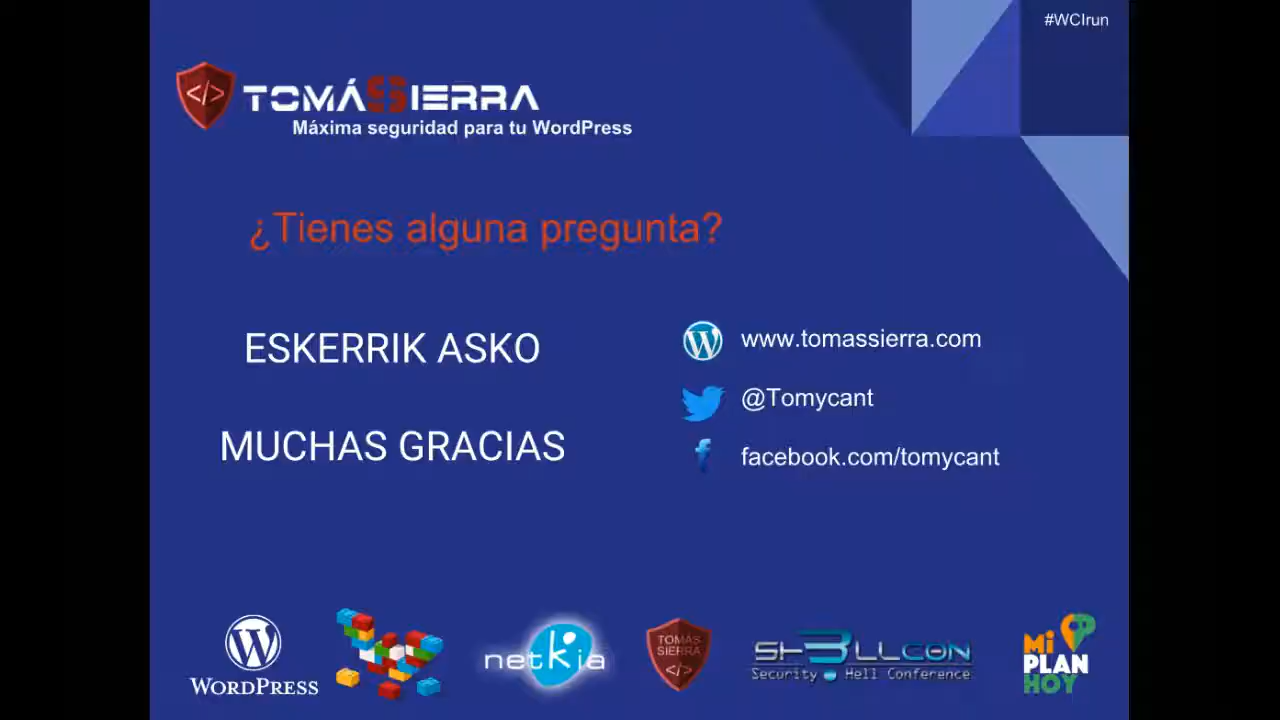 #WCIrun
TOMÁSSIERRA
Máxima seguridad para tu WordPress
¿Tienes alguna pregunta?
ESKERRIK ASKO
MUCHAS GRACIAS
www.tomassierra.com
@Tomycant
facebook.com/tomycant
WORDPRESS
netkia
TOMÁS
SIERRA
</>
SH3LLCON
Security Hell Conference
Mi
PLAN
HOY